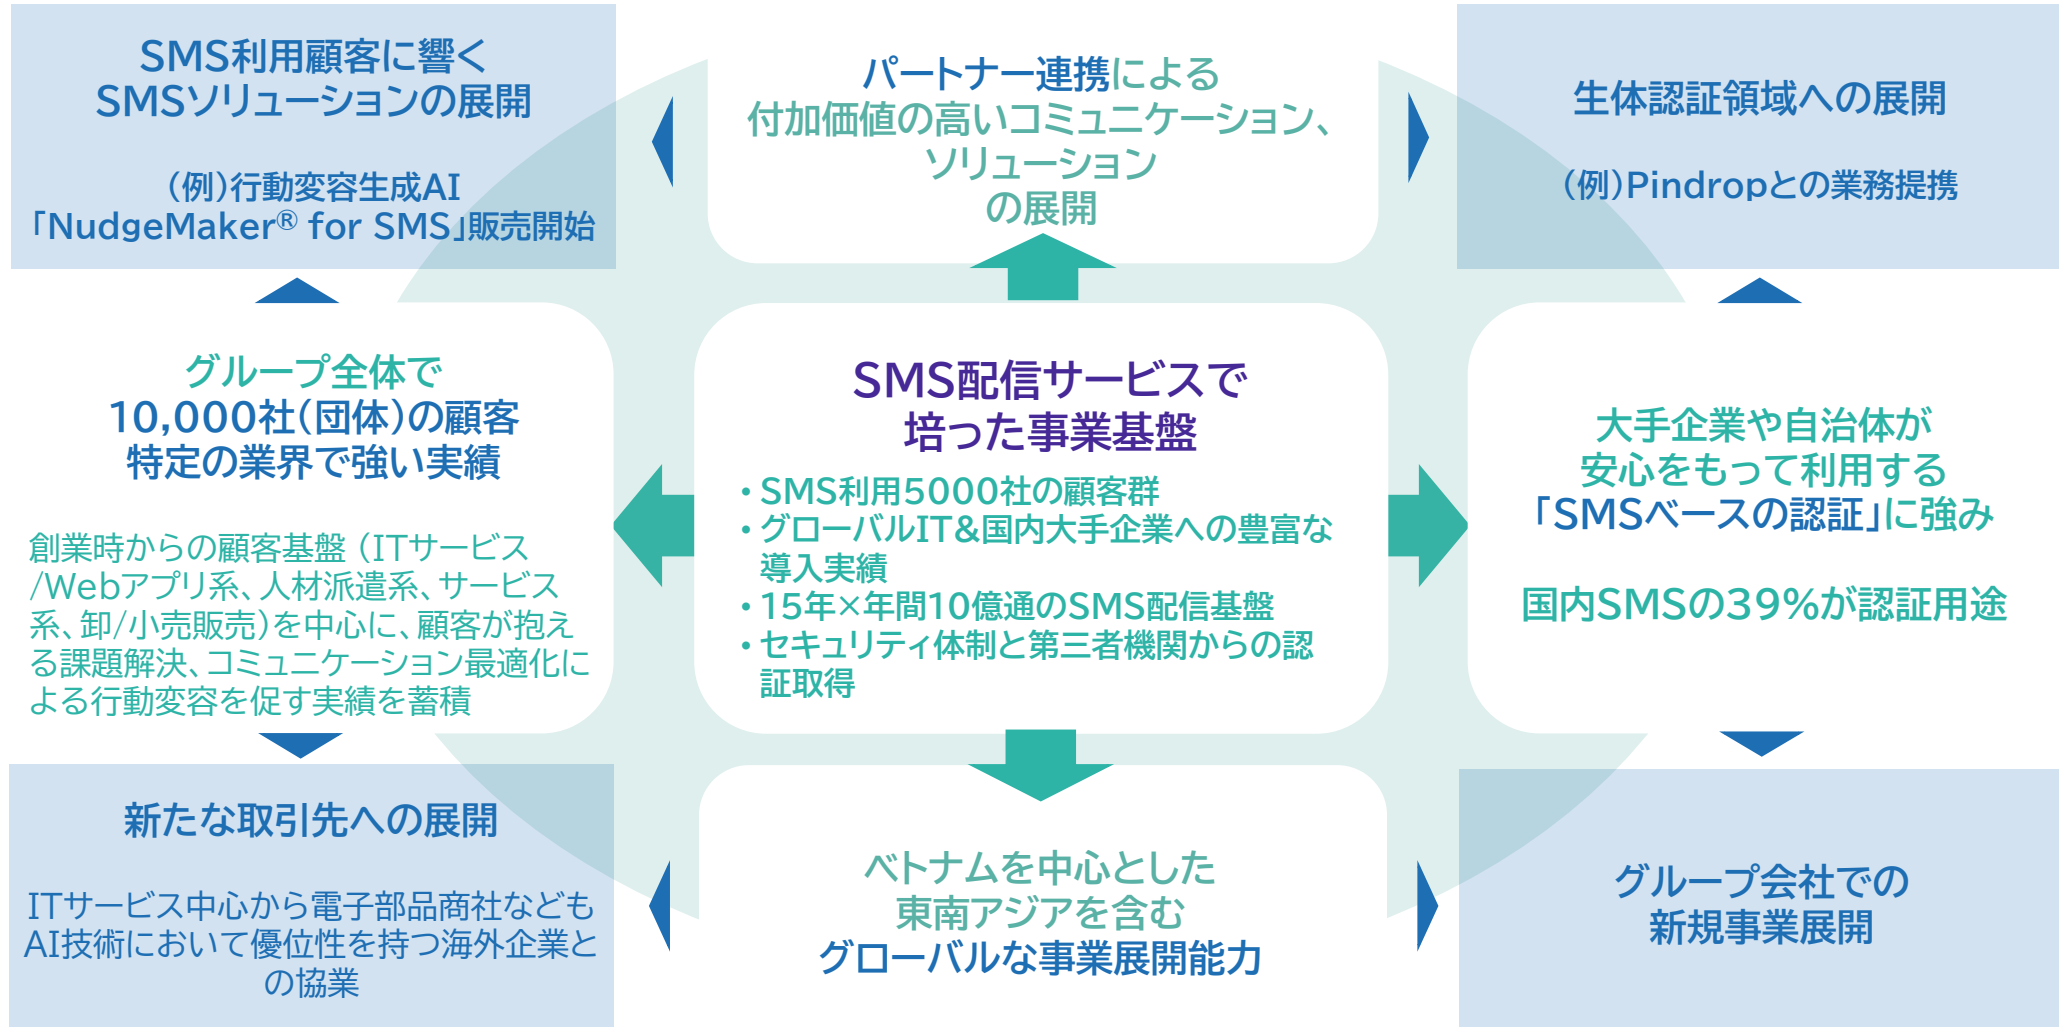 SMS利用顧客に響く
SMSソリューションの展開
（例）行動変容生成AI
「NudgeMaker® for SMS」販売開始
パートナー連携による
付加価値の高いコミュニケーション、
ソリューション
の展開
生体認証領域への展開
（例）Pindropとの業務提携
グループ全体で
10,000社（団体）の顧客
特定の業界で強い実績
創業時からの顧客基盤（ITサービス
/Webアプリ系、人材派遣系、サービス
系、卸/小売販売）を中心に、顧客が抱え
る課題解決、コミュニケーション最適化に
よる行動変容を促す実績を蓄積
SMS配信サービスで
培った事業基盤
・SMS利用5000社の顧客群
・グローバルIT&国内大手企業への豊富な
導入実績
・15年×年間10億通のSMS配信基盤
・セキュリティ体制と第三者機関からの認
証取得
大手企業や自治体が
安心をもって利用する
「SMSベースの認証」に強み
国内SMSの39%が認証用途
新たな取引先への展開
ITサービス中心から電子部品商社なども
AI技術において優位性を持つ海外企業と
の協業
ベトナムを中心とした
東南アジアを含む
グローバルな事業展開能力
グループ会社での
新規事業展開